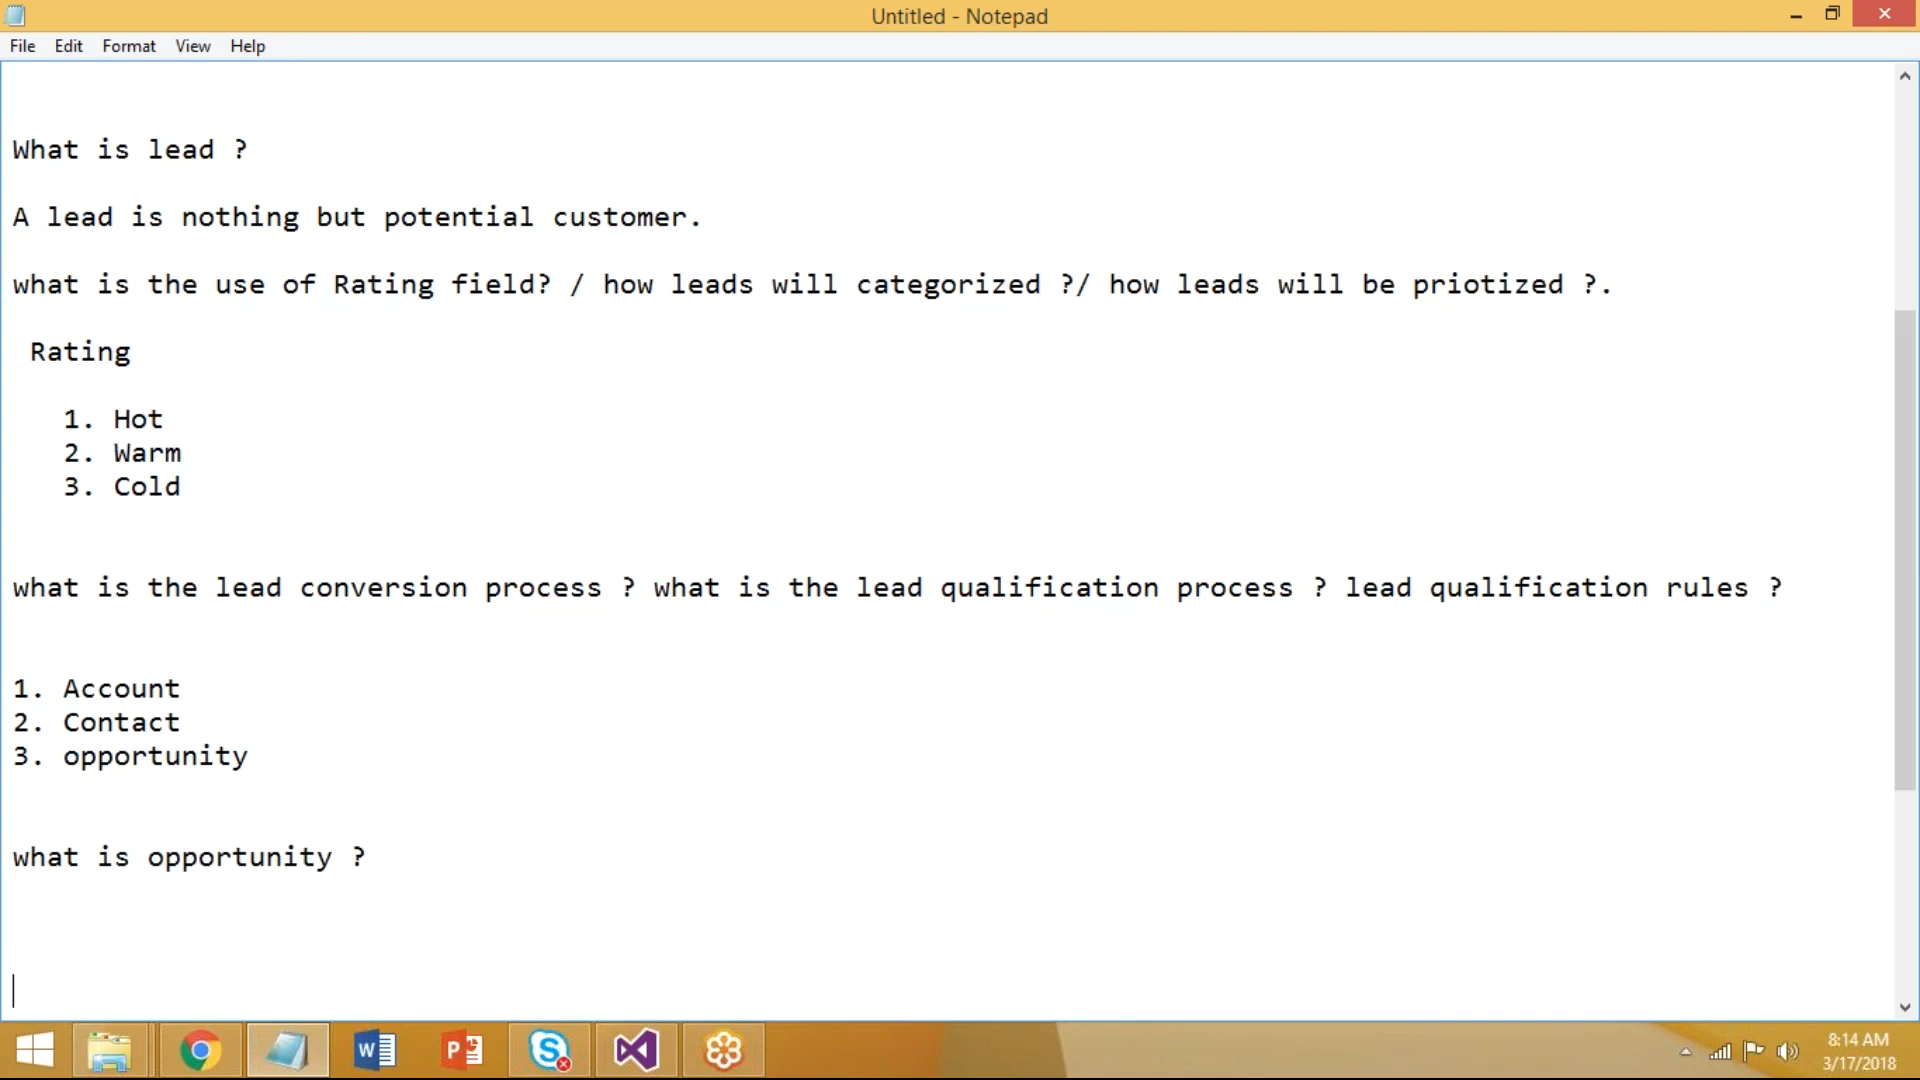 Untitled - Notepad
File Edit Format View Help
What is lead ?
A lead is nothing but potential customer.
what is the use of Rating field? / how leads will categorized ?/ how leads will be priotized ?.
Rating
1. Hot
2. Warm
3. Cold
what is the lead conversion process ? what is the lead qualification process ? lead qualification rules ?
1. Account
2. Contact
3. opportunity
what is opportunity ?
8:14 AM
3/17/2018